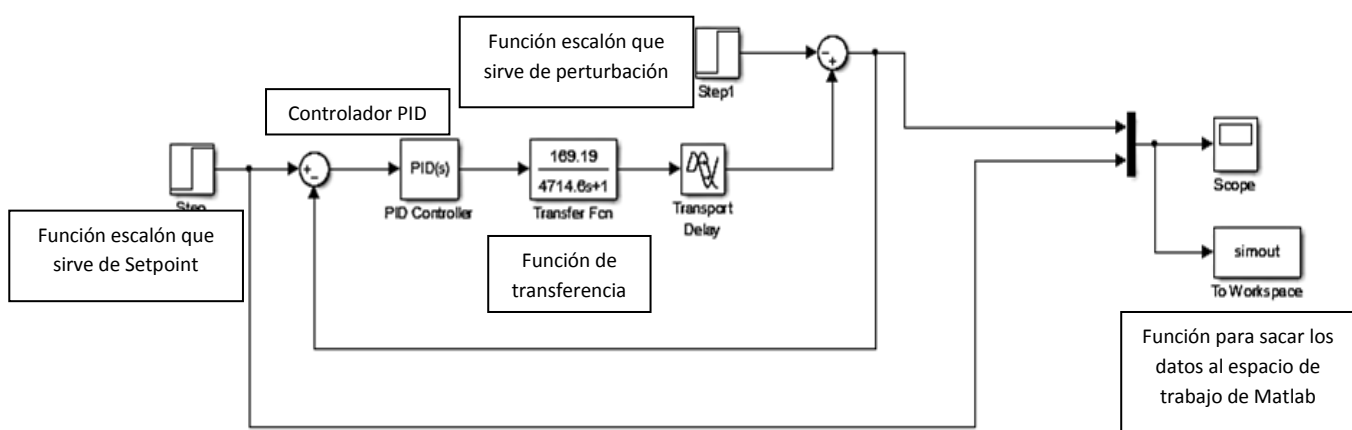 Función escalón que
sirve de perturbación
Step1
Controlador PID
Step
PID(s)
PID Controller
169.19
4714.6s+1
Transfer Fcn
Transport
Delay
Scope
Función escalón que
sirve de Setpoint
Función de
transferencia
simout
To Workspace
Función para sacar los
datos al espacio de
trabajo de Matlab